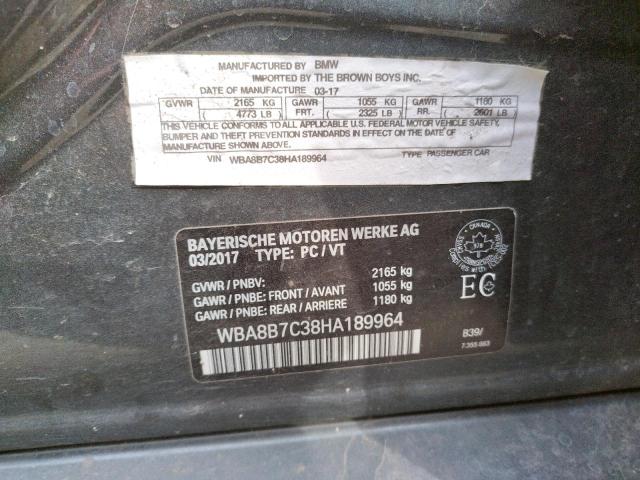 MANUFACTURED BY BMW
IMPORTED BY THE BROWN BOYS INC.
DATE OF MANUFACTURE 03-17
GVWR 2165 KG GAWR 1055 KG GAWR 1180 KG
4773 LB FRT. 2325 LB RR. 2601 LB
THIS VEHICLE CONFORMS TO ALL APPLICABLE U.S. FEDERAL MOTOR VEHICLE SAFETY,
BUMPER AND THEFT PREVENTION STANDARDS IN EFFECT ON THE DATE OF
MANUFACTURE
VIN WBA8B7C38HA189964 TYPE PASSENGER CAR
BAYERISCHE MOTOREN WERKE AG
03/2017 TYPE: PC / VT
GVWR / PNBV: 2165 kg
GAWR / PNBE: FRONT / AVANT 1055 kg
GAWR / PNBE: REAR / ARRIERE 1180 kg
WBA8B7C38HA189964
CANADA
EC
B39/
7 355 883